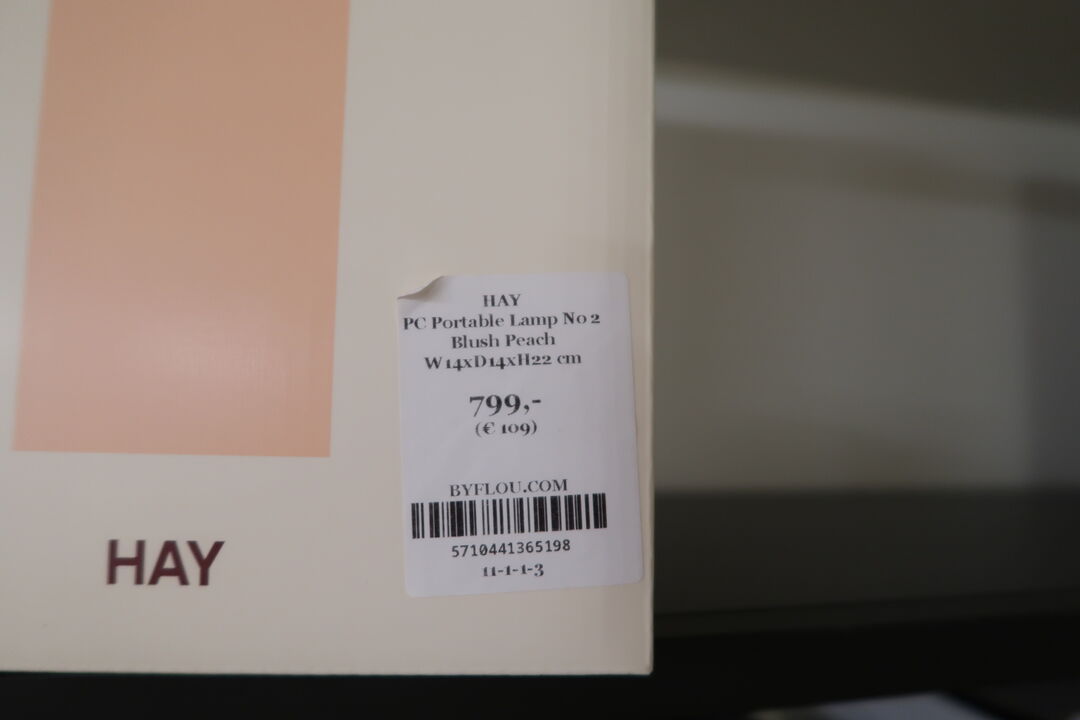 HAY
PC Portable Lamp No 2
Blush Peach
W14xD14xH22 cm
799,-
(€ 109)
BYFLOU.COM
5710441365198
11-1-1-3
HAY